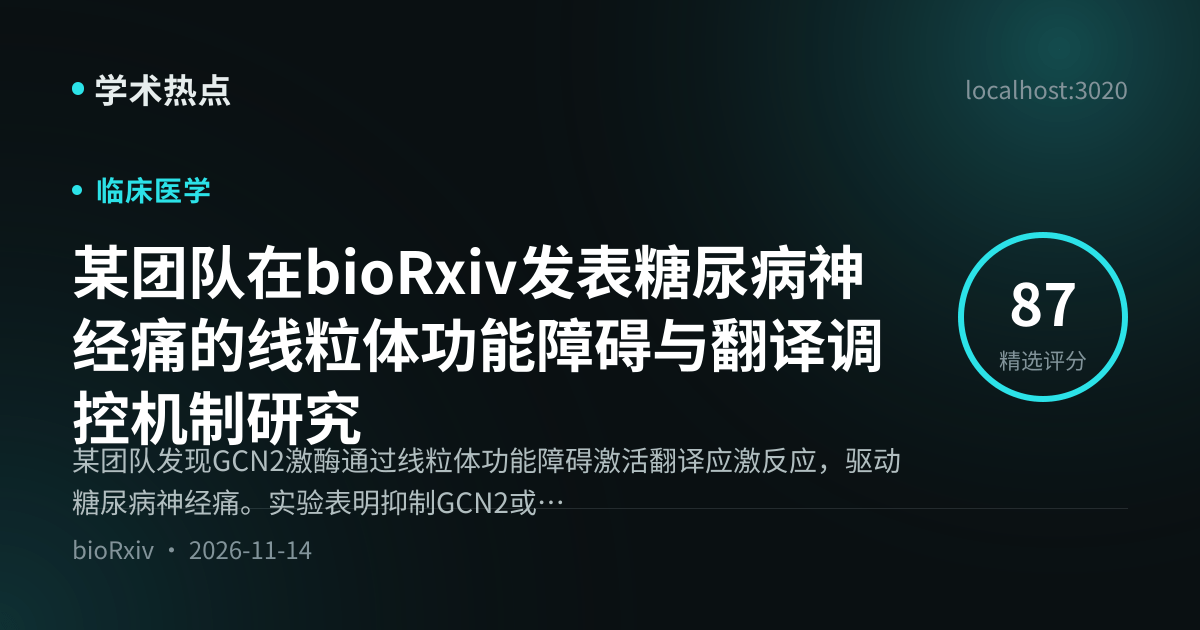 学术热点
localhost:3020
临床医学
某团队在bioRxiv发表糖尿病神
经痛的线粒体功能障碍与翻译调
控机制研究
87
精选评分
某团队发现GCN2激酶通过线粒体功能障碍激活翻译应激反应，驱动
糖尿病神经痛。实验表明抑制GCN2或…
bioRxiv · 2026-11-14